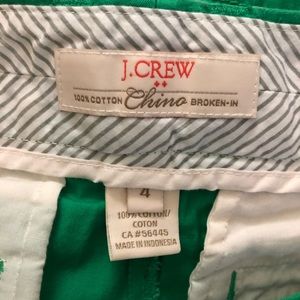 J.CREW
100% COTTON Chino BROKEN-IN
4
100% COTTON/
COTON
CA #56445
MADE IN INDONESIA